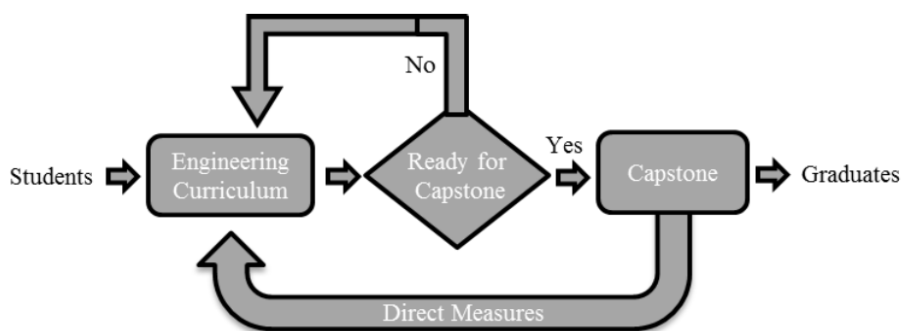 No
Students
Engineering
Curriculum
Ready for
Capstone
Yes
Capstone
Graduates
Direct Measures